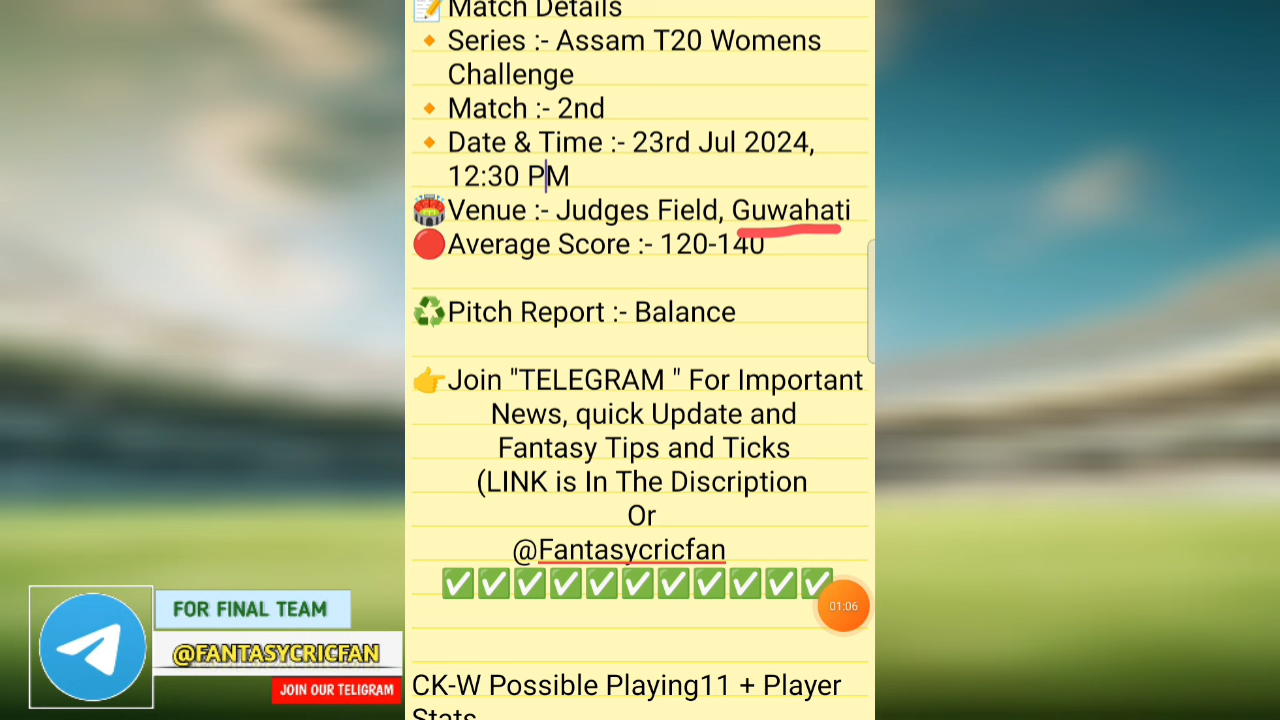 Match Details
Series :- Assam T20 Womens
Challenge
Match :- 2nd
Date & Time :- 23rd Jul 2024,
12:30 PM
Venue :- Judges Field, Guwahati
Average Score :- 120-140
Pitch Report :- Balance
Join "TELEGRAM " For Important
News, quick Update and
Fantasy Tips and Ticks
(LINK is In The Discription
Or
@Fantasycricfan
01:06
FOR FINAL TEAM
@FANTASYCRICFAN
JOIN OUR TELIGRAM
CK-W Possible Playing11 + Player
Stats